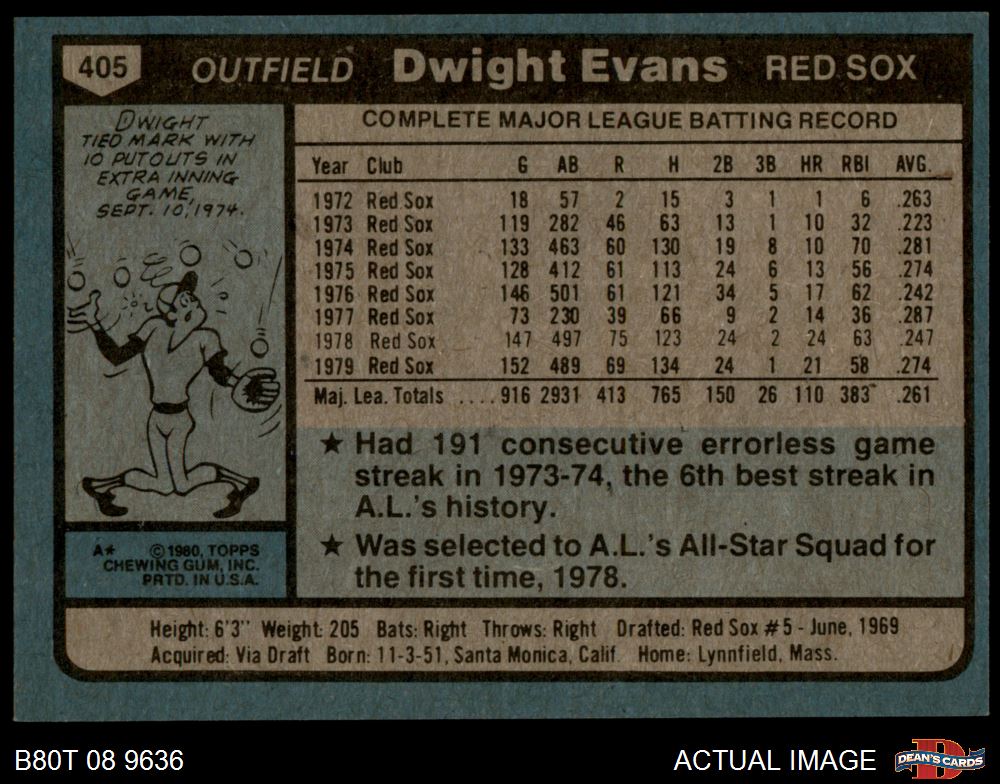 405 OUTFIELD Dwight Evans RED SOX
DWIGHT
TIED MARK WITH
10 PUTOUTS IN
EXTRA INNING
GAME,
SEPT. 10, 1974.
COMPLETE MAJOR LEAGUE BATTING RECORD
Year Club G AB R H 2B 3B HR RBI AVG.
1972 Red Sox 18 57 2 15 3 1 1 6 .263
1973 Red Sox 119 282 46 63 13 1 10 32 .223
1974 Red Sox 133 463 60 130 19 8 10 70 .281
1975 Red Sox 128 412 61 113 24 6 13 56 .274
1976 Red Sox 146 501 61 121 34 5 17 62 .242
1977 Red Sox 73 230 39 66 9 2 14 36 .287
1978 Red Sox 147 497 75 123 24 2 24 63 .247
1979 Red Sox 152 489 69 134 24 1 21 58 .274
Maj. Lea. Totals ....916 2931 413 765 150 26 110 383 .261
★ Had 191 consecutive errorless game
streak in 1973-74, the 6th best streak in
A.L.'s history.
★ Was selected to A.L.'s All-Star Squad for
the first time, 1978.
A* © 1980, TOPPS
CHEWING GUM, INC.
PRTD. IN U.S.A.
Height: 6'3" Weight: 205 Bats: Right Throws: Right Drafted: Red Sox #5 - June, 1969
Acquired: Via Draft Born: 11-3-51, Santa Monica, Calif. Home: Lynnfield, Mass.
B80T 08 9636 ACTUAL IMAGE DEAN'S CARDS